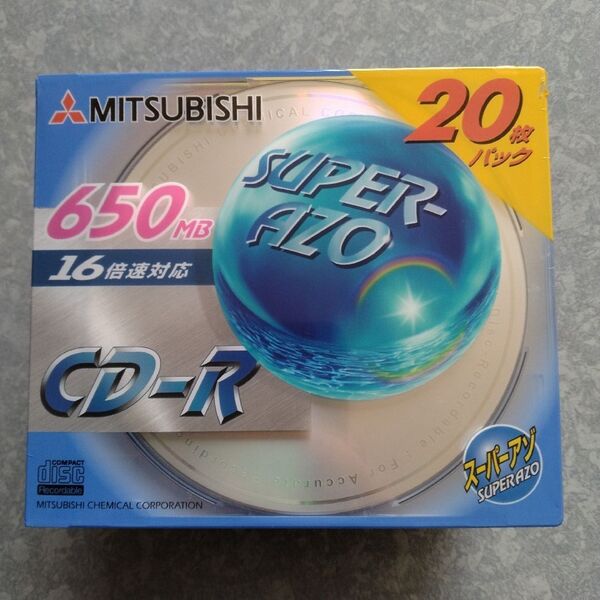 MITSUBISHI
20枚
パック
650MB
16倍速対応
SUPER-
AZO
CD-R
COMPACT
disc
Recordable
MITSUBISHI CHEMICAL CORPORATION
スーパーアゾ
SUPER AZO